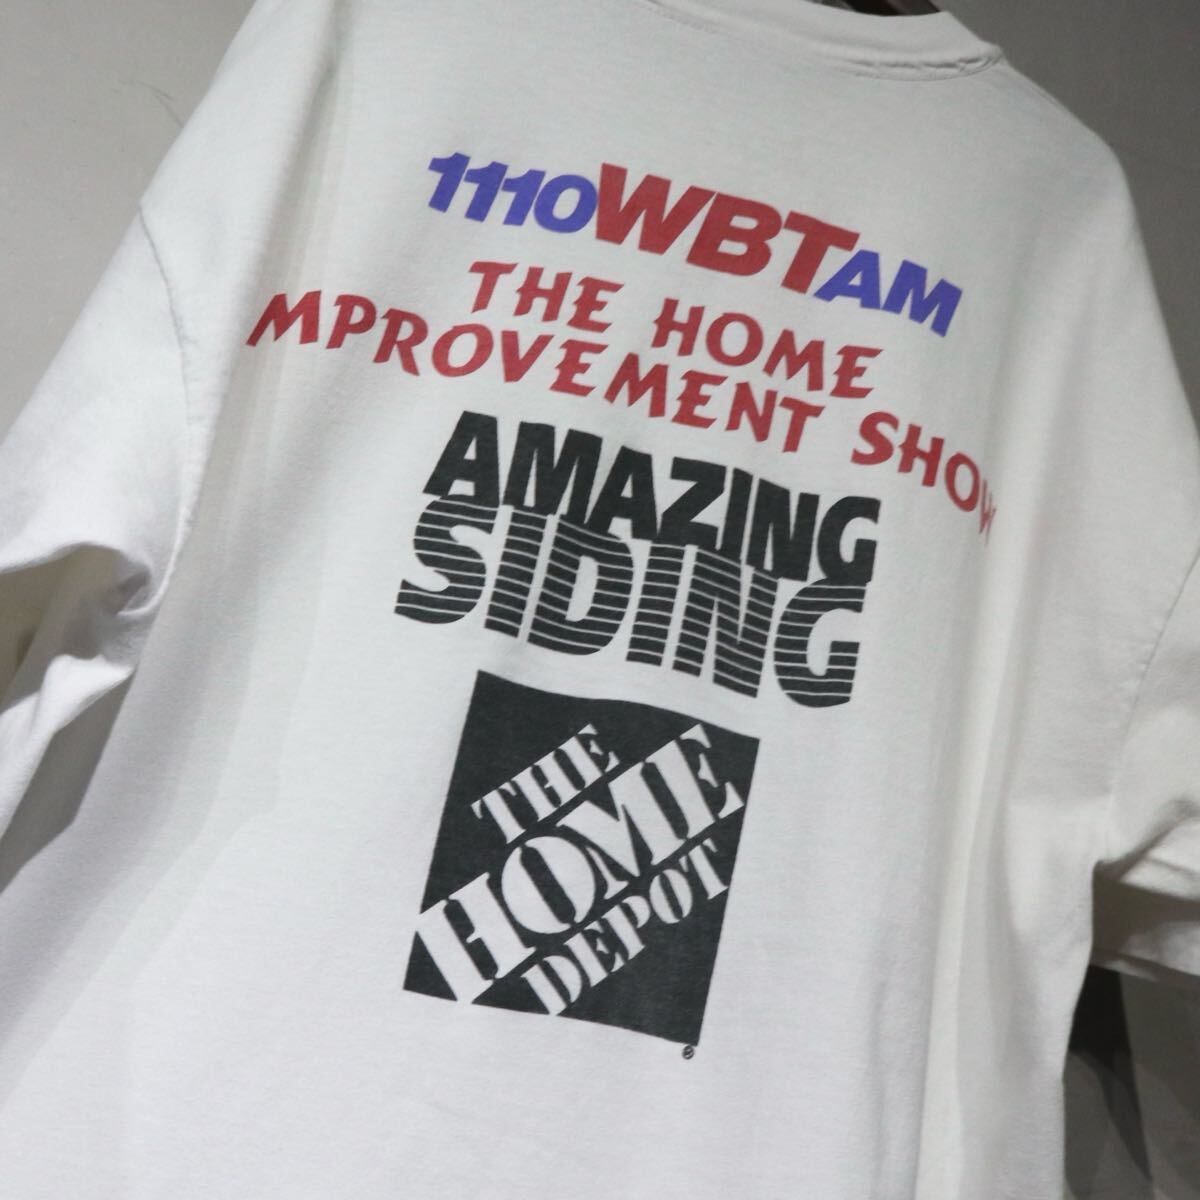 1110WBTAM
THE HOME
MPROVEMENT SHOW
AMAZING
SIDING
THE
HOME
DEPOT
®